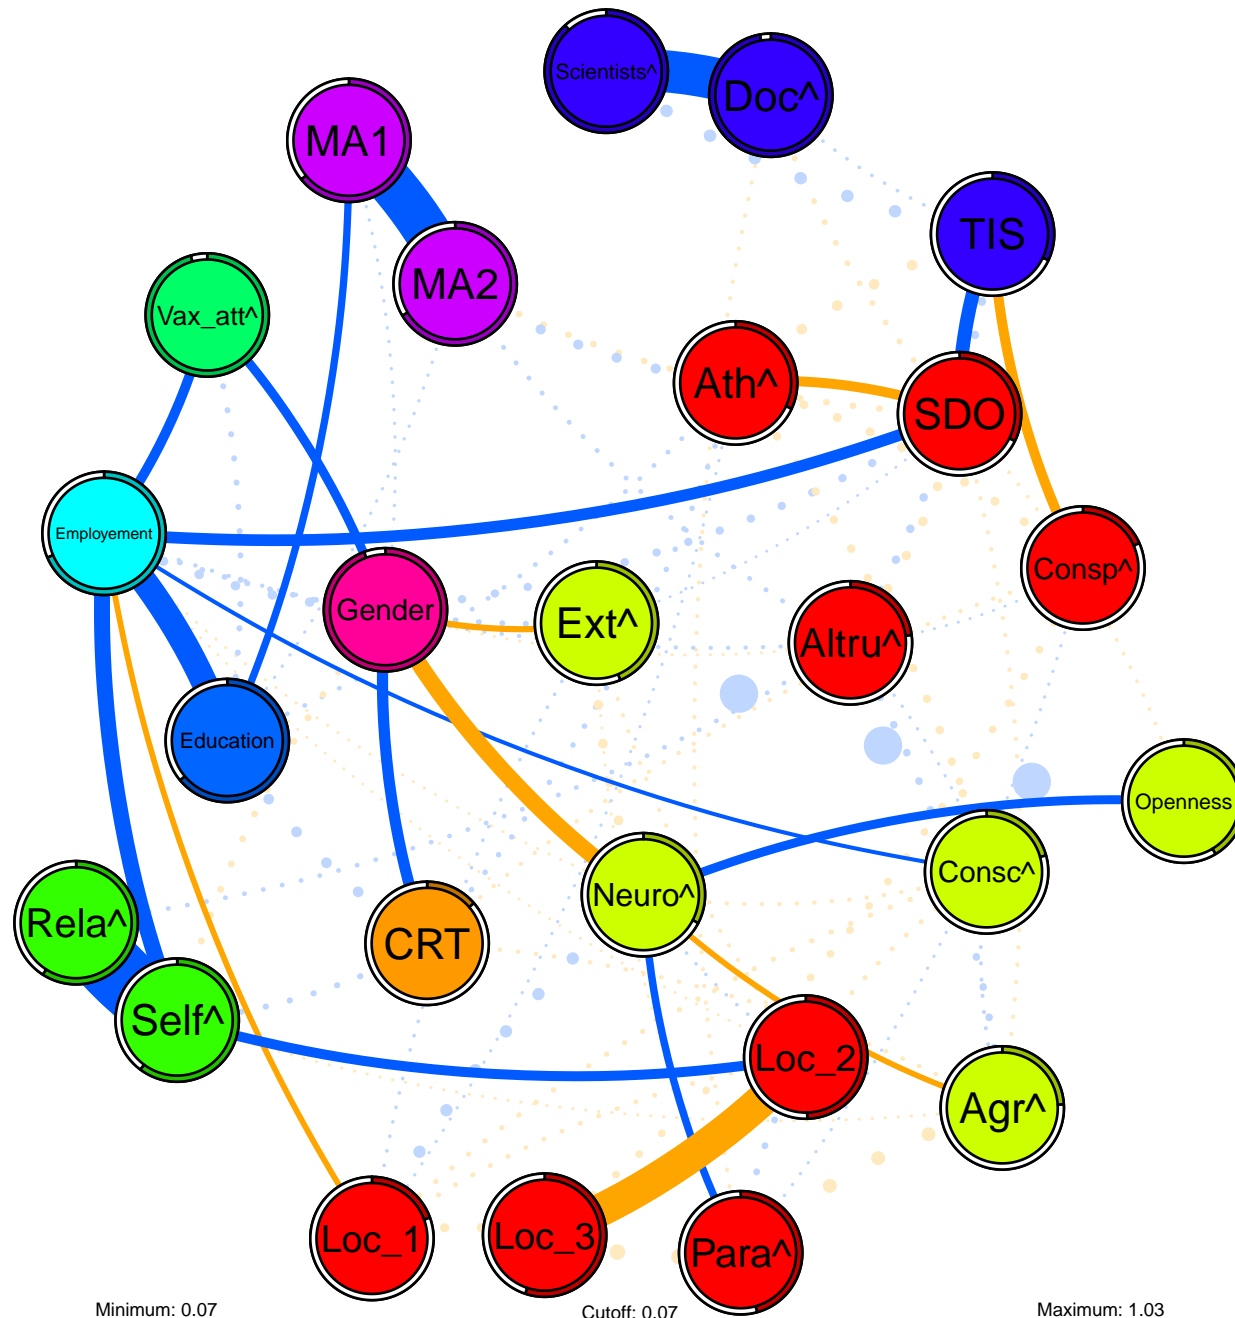 Scientists^
Doc^
MA1
TIS
MA2
Vax_att^
Ath^
SDO
Employement
Consp^
Gender
Ext^
Altru^
Education
Openness
Consc^
Neuro^
Rela^
CRT
Self^
Loc_2
Agr^
Loc_1
Loc_3
Para^
Minimum: 0.07
Cutoff: 0.07
Maximum: 1.03